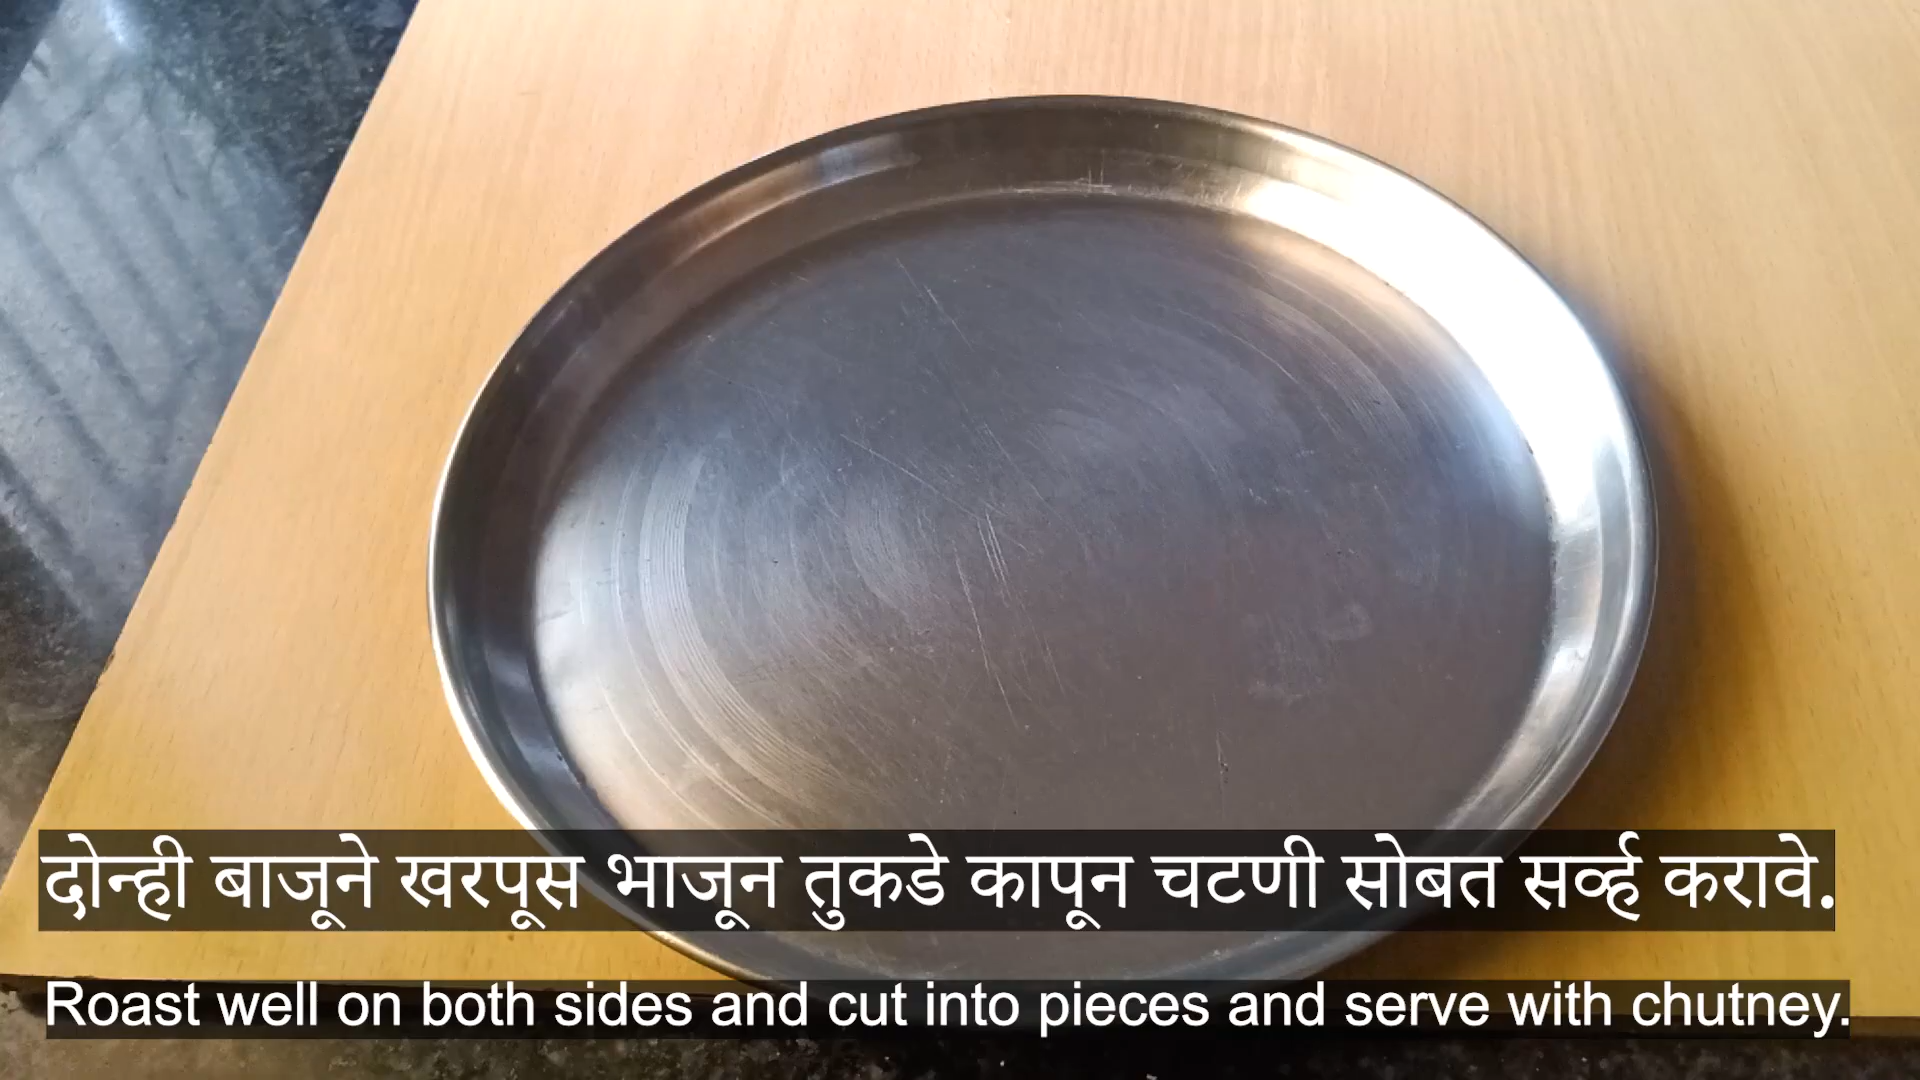 दोन्ही बाजूने खरपूस भाजून तुकडे कापून चटणी सोबत सर्व्ह करावे.
Roast well on both sides and cut into pieces and serve with chutney.